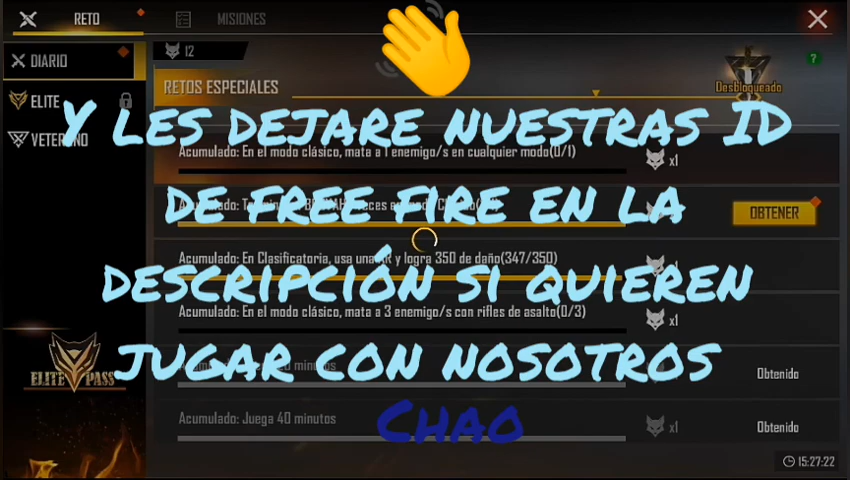 RETO
MISIONES
DIARIO
12
RETOS ESPECIALES
Desbloqueado
?
ELITE
Y LES DEJARE NUESTRAS ID
VETERANO
Acumulado: En el modo clásico, mata a 1 enemigo/s en cualquier modo(0/1)
x1
DE FREE FIRE EN LA
Acumulado:
OBTENER
Acumulado: En Clasificatoria, usa una y logra 350 de daño(347/350)
DESCRIPCIÓN SI QUIEREN
Acumulado: En el modo clásico, mata a 3 enemigo/s con rifles de asalto(0/3)
x1
JUGAR CON NOSOTROS
ELITE PASS
minutos
Obtenido
Acumulado: Juega 40 minutos
x1
Obtenido
CHAO
15:27:22